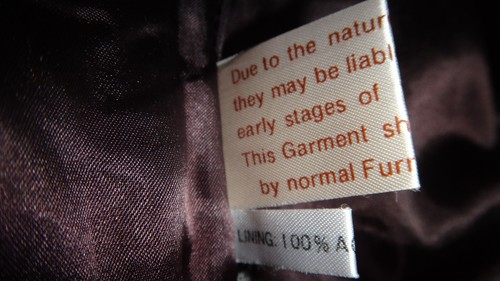 Due to the natur
they may be liabl
early stages of
This Garment sh
by normal Furr
LINING: 100% A